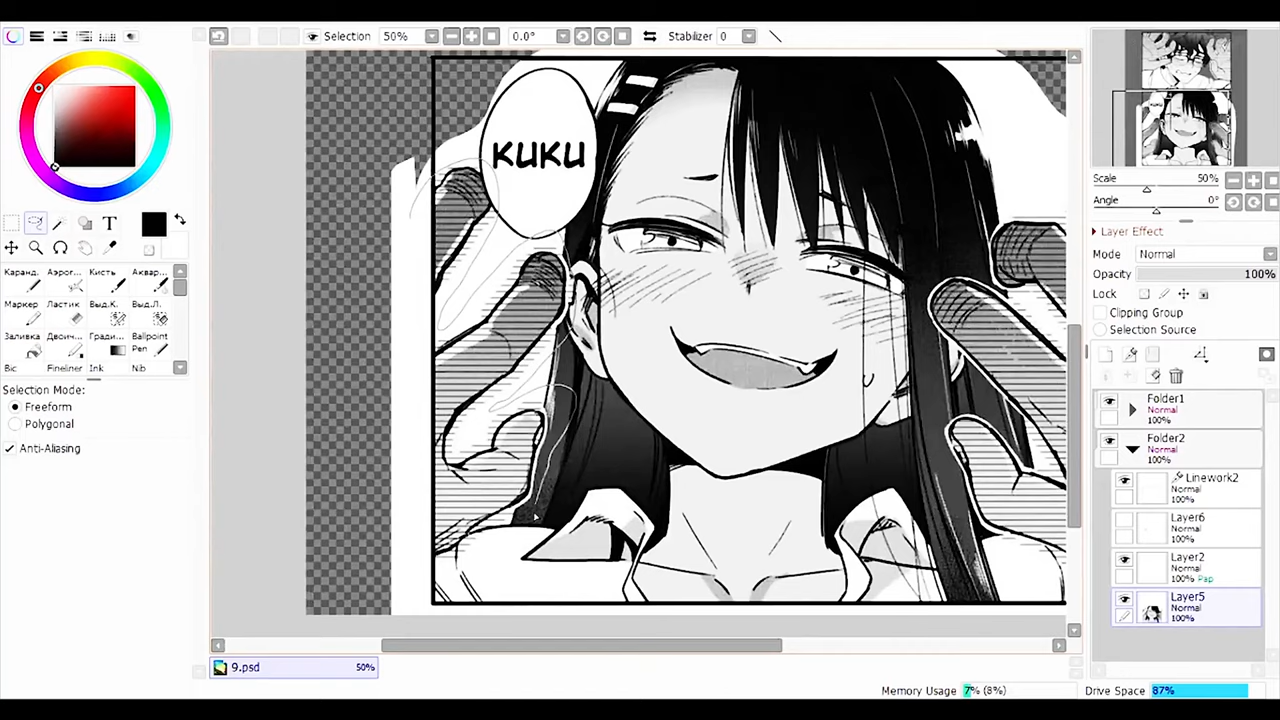 Selection 50% 0.0° Stabilizer 0
KUKU
T
Каранд. Аэрог... Кисть Аквар...
Маркер Ластик Выд.К. Выд.Л.
Заливка Двоич... Гради... Ballpoint Pen
Bic Fineliner Ink Nib
Selection Mode:
Freeform
Polygonal
Anti-Aliasing
9.psd 50%
Memory Usage 7% (8%) Drive Space 87%
Scale 50%
Angle 0°
Layer Effect
Mode Normal
Opacity 100%
Lock
Clipping Group
Selection Source
Folder1
Normal
100%
Folder2
Normal
100%
Linework2
Normal
100%
Layer6
Normal
100%
Layer2
Normal
100% Pap
Layer5
Normal
100%